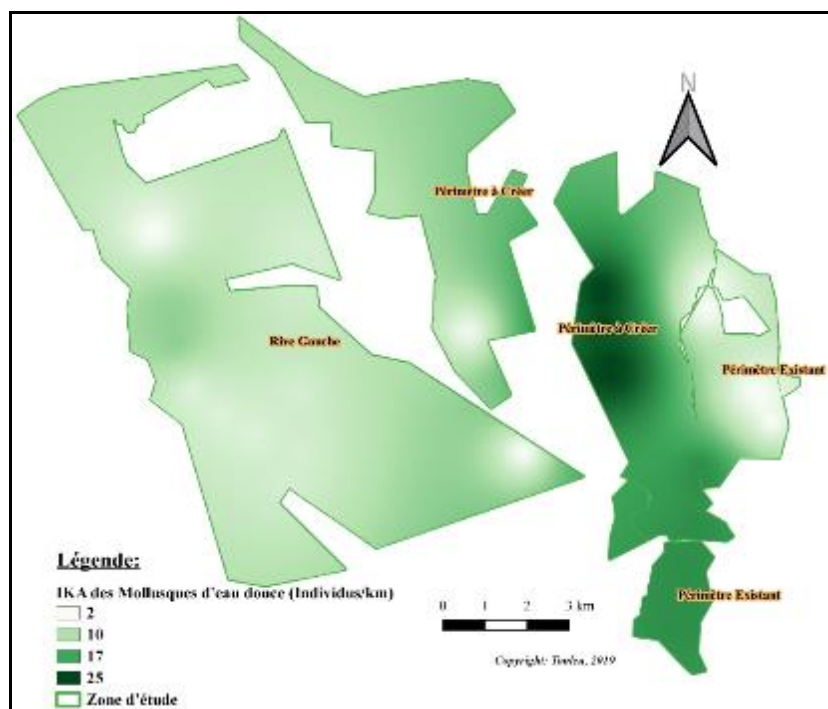 N
Périmètre à Créer
Rive Gauche
Périmètre à Créer
Périmètre Existant
Périmètre Existant
Légende:
IKA des Mollusques d'eau douce (Individus/km)
2
10
17
25
Zone d'étude
0 1 2 3 km
Copyright: 2019